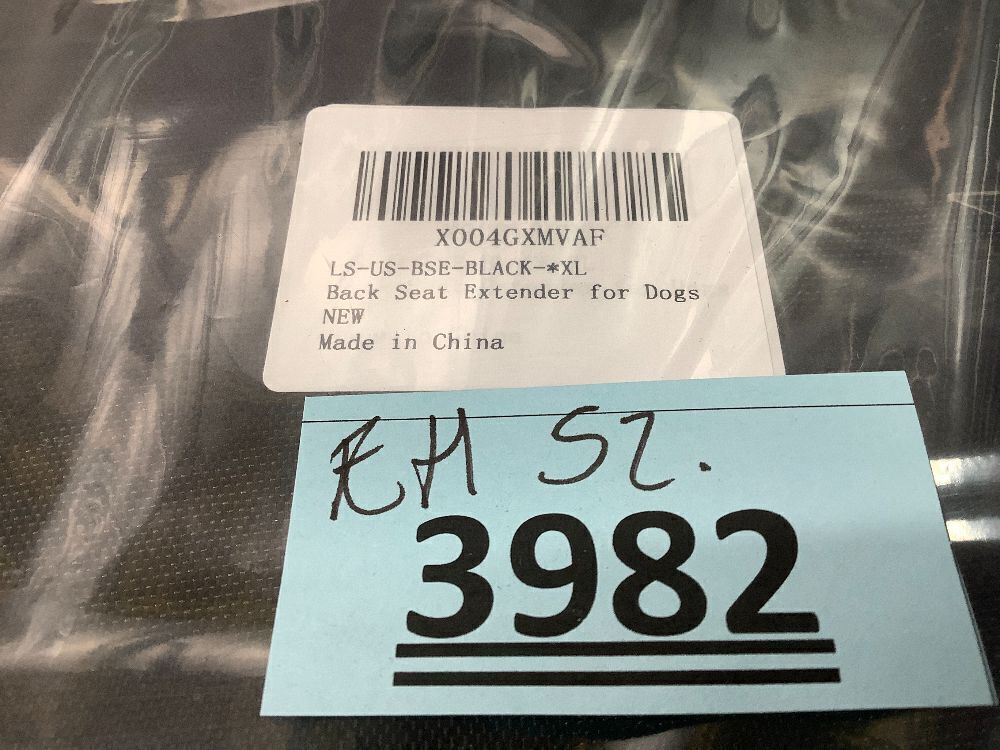 X004GXMVAF
LS-US-BSE-BLACK-*XL
Back Seat Extender for Dogs
NEW
Made in China
3982